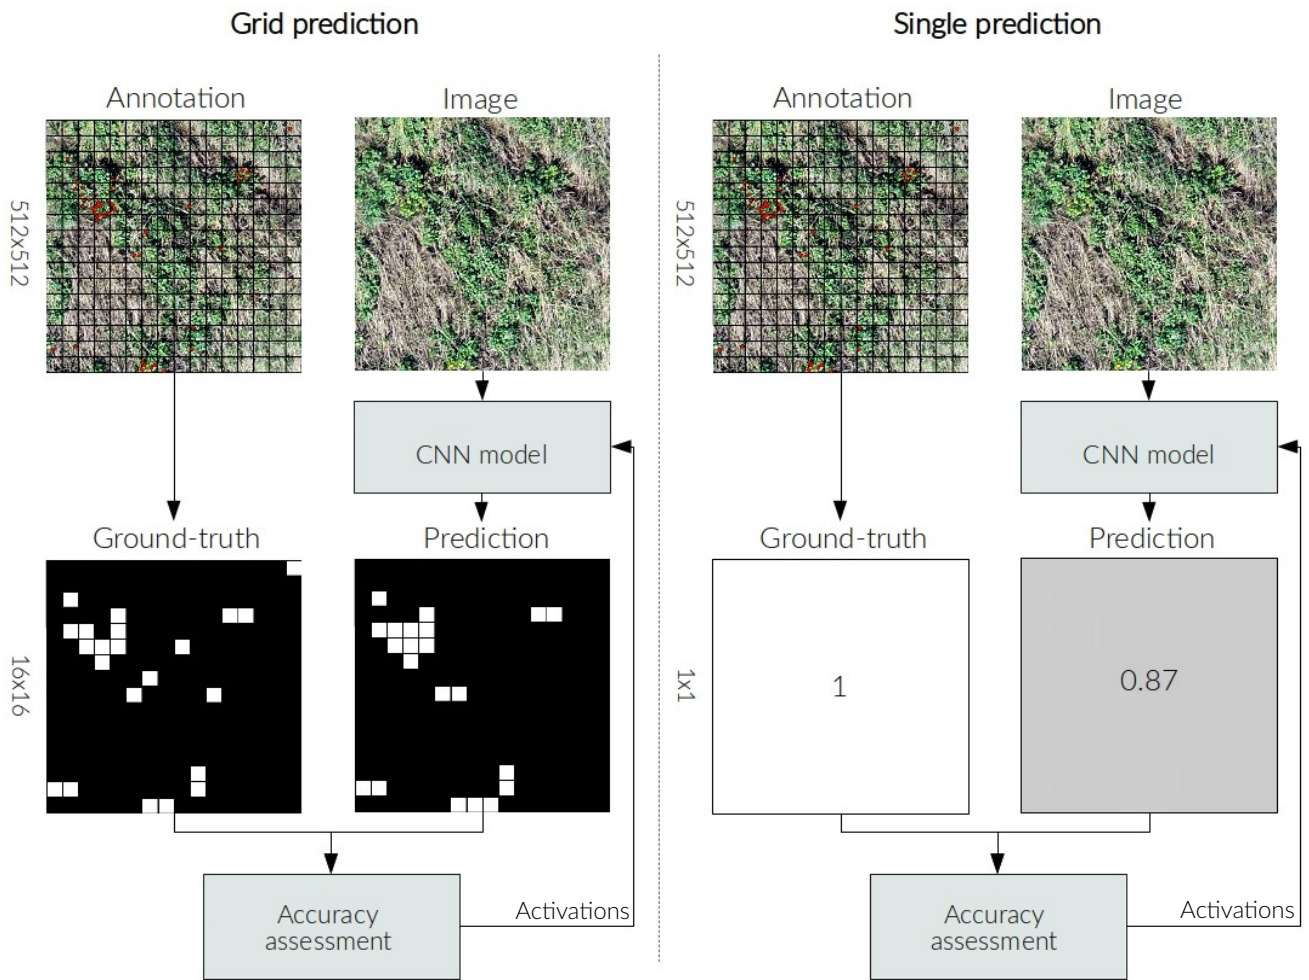 Grid prediction
Annotation
Image
512x512
CNN model
Ground-truth
Prediction
16x16
Accuracy
assessment
Activations
Single prediction
Annotation
Image
512x512
CNN model
Ground-truth
Prediction
1x1
1
0.87
Accuracy
assessment
Activations